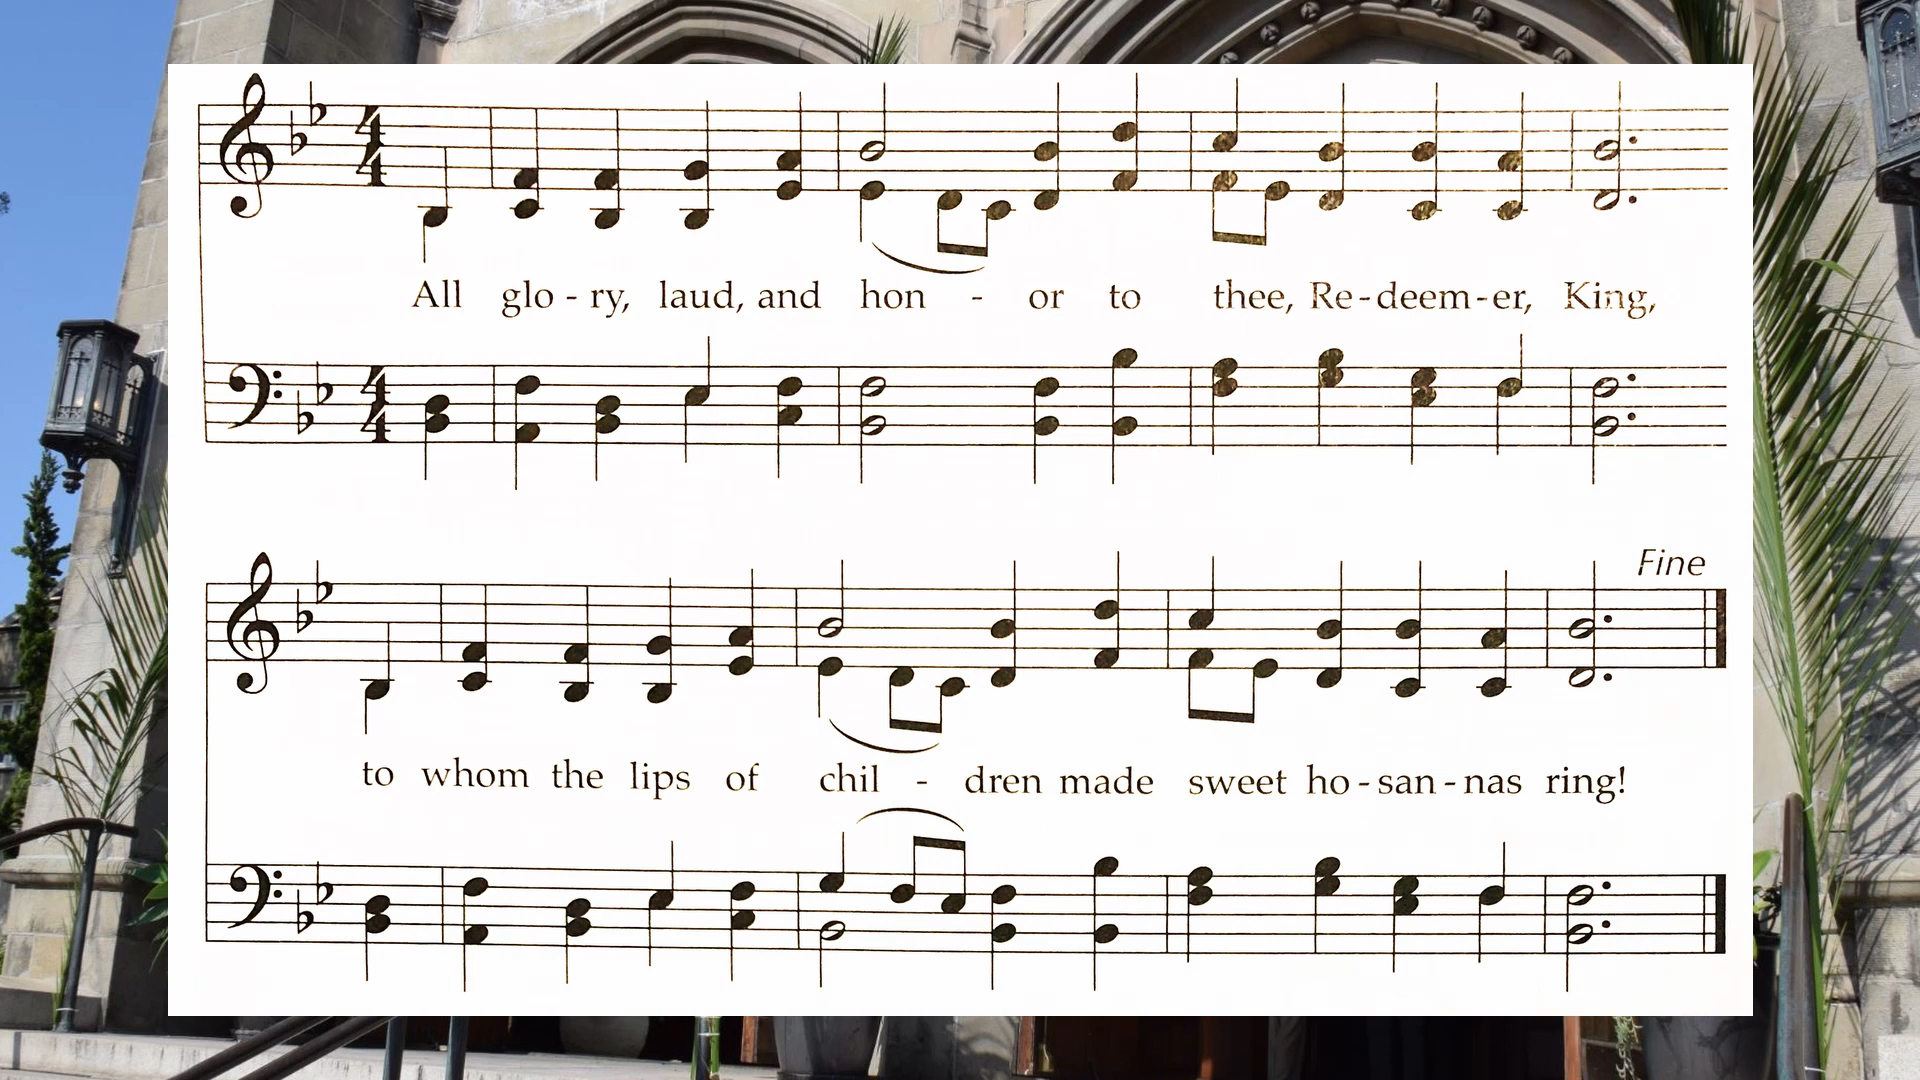 All glo - ry, laud, and hon - or to thee, Re - deem - er, King,
Fine
to whom the lips of chil - dren made sweet ho - san - nas ring!